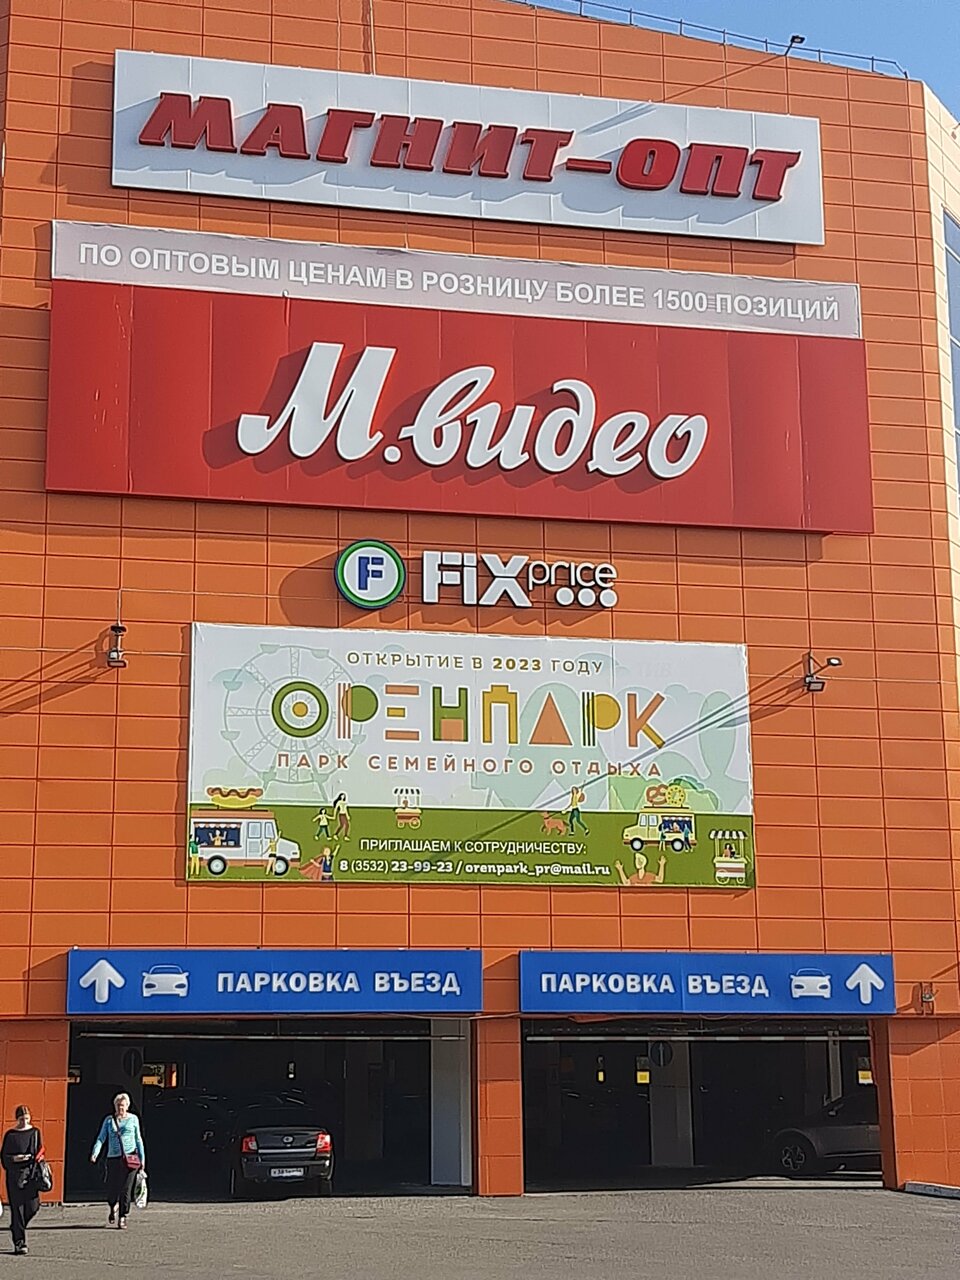 МАГНИТ-ОПТ
ПО ОПТОВЫМ ЦЕНАМ В РОЗНИЦУ БОЛЕЕ 1500 ПОЗИЦИЙ
М.видео
F FiX price
ОТКРЫТИЕ В 2023 ГОДУ
ОРЕНПАРК
ПАРК СЕМЕЙНОГО ОТДЫХА
ПРИГЛАШАЕМ К СОТРУДНИЧЕСТВУ:
8 (3532) 23-99-23 / orenpark_pr@mail.ru
ПАРКОВКА ВЪЕЗД
ПАРКОВКА ВЪЕЗД